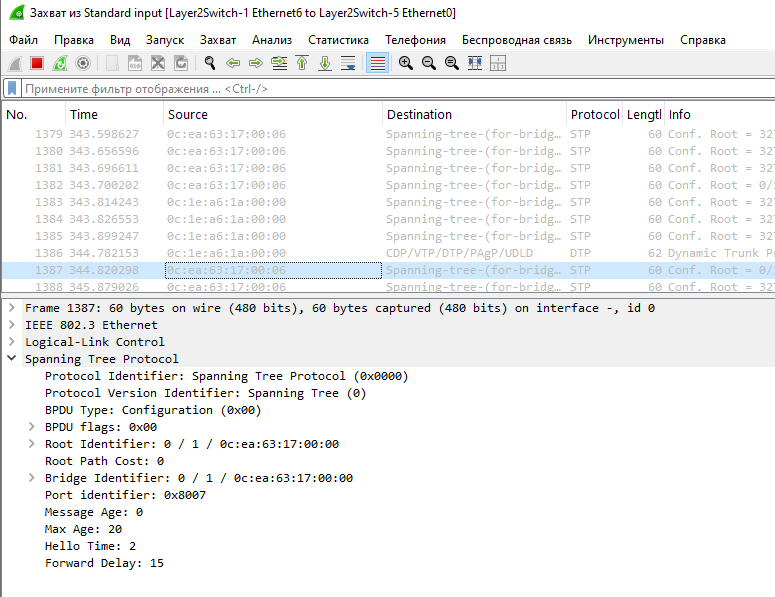 Захват из Standard input [Layer2Switch-1 Ethernet6 to Layer2Switch-5 Ethernet0]
Файл Правка Вид Запуск Захват Анализ Статистика Телефония Беспроводная связь Инструменты Справка
Примените фильтр отображения ... <Ctrl-/>
No. Time Source Destination Protocol Lengtl Info
1379 343.598627 0c:ea:63:17:00:06 Spanning-tree-(for-bridg… STP 60 Conf. Root = 327
1380 343.656596 0c:ea:63:17:00:06 Spanning-tree-(for-bridg… STP 60 Conf. Root = 327
1381 343.696611 0c:ea:63:17:00:06 Spanning-tree-(for-bridg… STP 60 Conf. Root = 327
1382 343.700202 0c:ea:63:17:00:06 Spanning-tree-(for-bridg… STP 60 Conf. Root = 0/1
1383 343.814243 0c:1e:a6:1a:00:00 Spanning-tree-(for-bridg… STP 60 Conf. Root = 327
1384 343.826553 0c:1e:a6:1a:00:00 Spanning-tree-(for-bridg… STP 60 Conf. Root = 327
1385 343.899247 0c:1e:a6:1a:00:00 Spanning-tree-(for-bridg… STP 60 Conf. Root = 327
1386 344.782153 0c:1e:a6:1a:00:00 CDP/VTP/DTP/PAgP/UDLD DTP 62 Dynamic Trunk Pr
1387 344.820298 0c:ea:63:17:00:06 Spanning-tree-(for-bridg… STP 60 Conf. Root = 0/1
1388 345.879026 0c:ea:63:17:00:06 Spanning-tree-(for-bridg… STP 60 Conf. Root = 327
Frame 1387: 60 bytes on wire (480 bits), 60 bytes captured (480 bits) on interface -, id 0
IEEE 802.3 Ethernet
Logical-Link Control
Spanning Tree Protocol
Protocol Identifier: Spanning Tree Protocol (0x0000)
Protocol Version Identifier: Spanning Tree (0)
BPDU Type: Configuration (0x00)
BPDU flags: 0x00
Root Identifier: 0 / 1 / 0c:ea:63:17:00:00
Root Path Cost: 0
Bridge Identifier: 0 / 1 / 0c:ea:63:17:00:00
Port identifier: 0x8007
Message Age: 0
Max Age: 20
Hello Time: 2
Forward Delay: 15